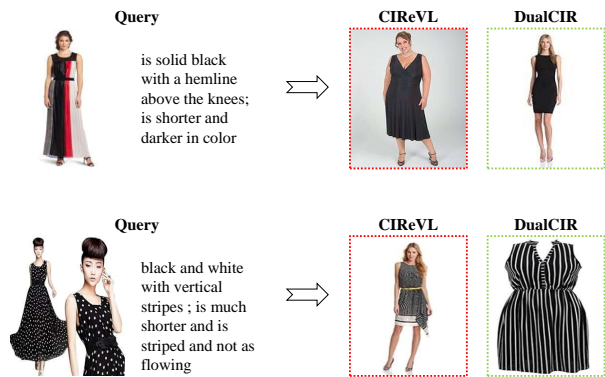 Query
CIReVL
DualCIR
is solid black
with a hemline
above the knees;
is shorter and
darker in color
Query
CIReVL
DualCIR
black and white
with vertical
stripes ; is much
shorter and is
striped and not as
flowing